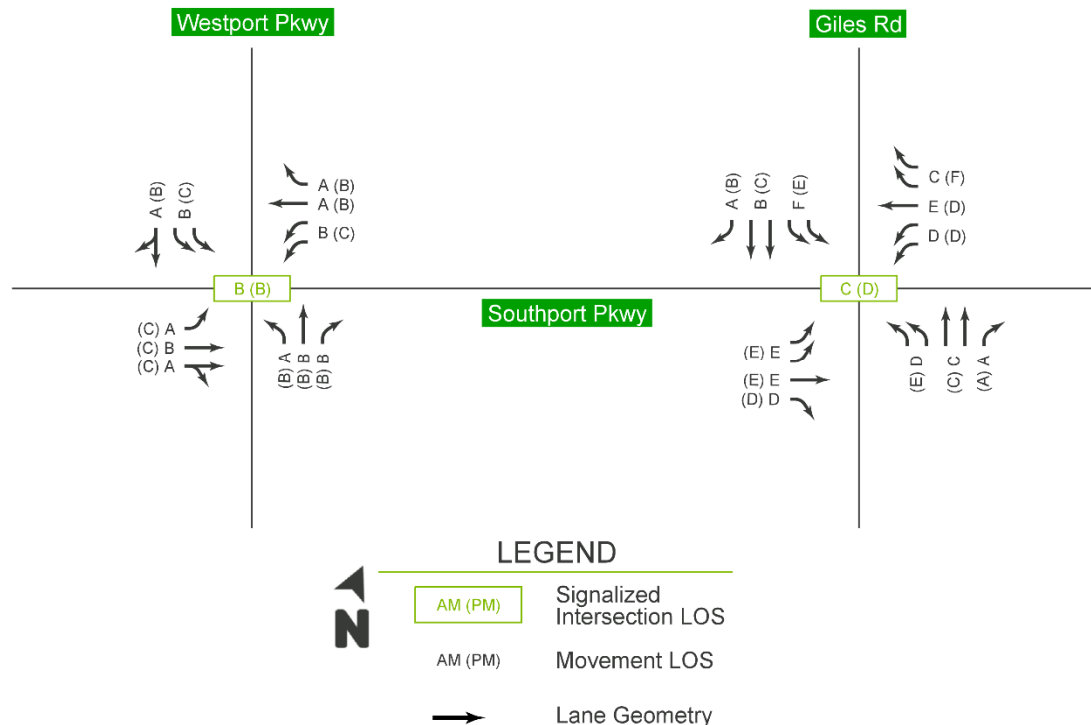 Westport Pkwy
Giles Rd
A (B)
B (C)
A (B)
A (B)
B (C)
A (B)
B (C)
F (E)
C (F)
E (D)
D (D)
B (B)
C (D)
Southport Pkwy
(C) A
(C) B
(C) A
(B) A
(B) B
(B) B
(E) E
(E) E
(D) D
(E) D
(C) C
(A) A
LEGEND
N
AM (PM)
Signalized
Intersection LOS
AM (PM)
Movement LOS
Lane Geometry